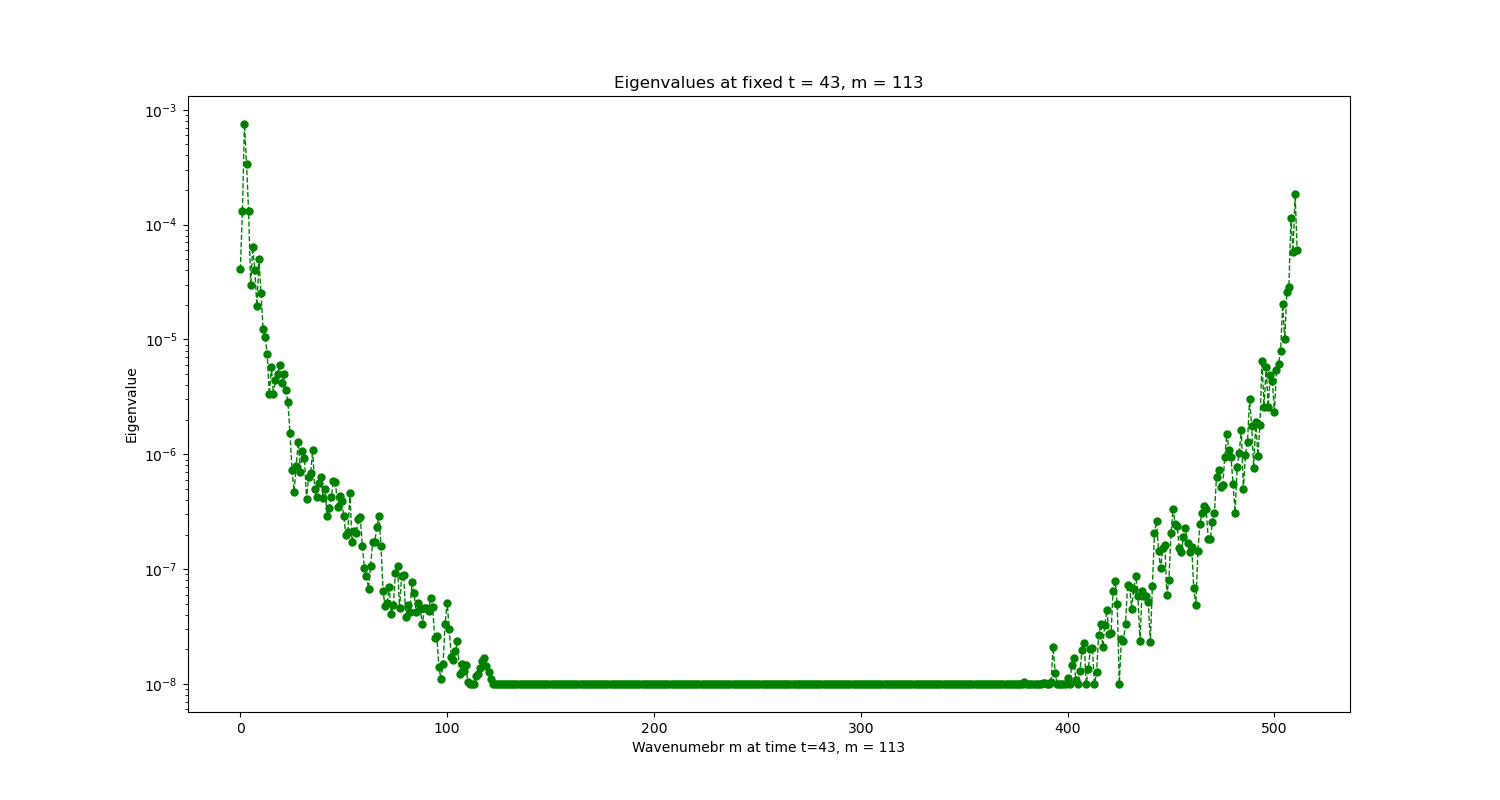 Eigenvalues at fixed t = 43, m = 113
Eigenvalue
10⁻³
10⁻⁴
10⁻⁵
10⁻⁶
10⁻⁷
10⁻⁸
0 100 200 300 400 500
Wavenumebr m at time t=43, m = 113